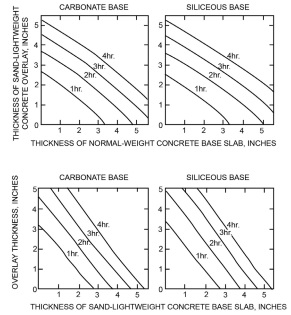 CARBONATE BASE
SILICEOUS BASE
THICKNESS OF SAND-LIGHTWEIGHT
CONCRETE OVERLAY, INCHES
5
4
3
2
1
0
4hr.
3hr.
2hr.
1hr.
4hr.
3hr.
2hr.
1hr.
1 2 3 4 5
1 2 3 4 5
THICKNESS OF NORMAL-WEIGHT CONCRETE BASE SLAB, INCHES
CARBONATE BASE
SILICEOUS BASE
OVERLAY THICKNESS, INCHES
5
4
3
2
1
0
4hr.
3hr.
2hr.
1hr.
4hr.
3hr.
2hr.
1hr.
1 2 3 4 5
1 2 3 4 5
THICKNESS OF SAND-LIGHTWEIGHT CONCRETE BASE SLAB, INCHES